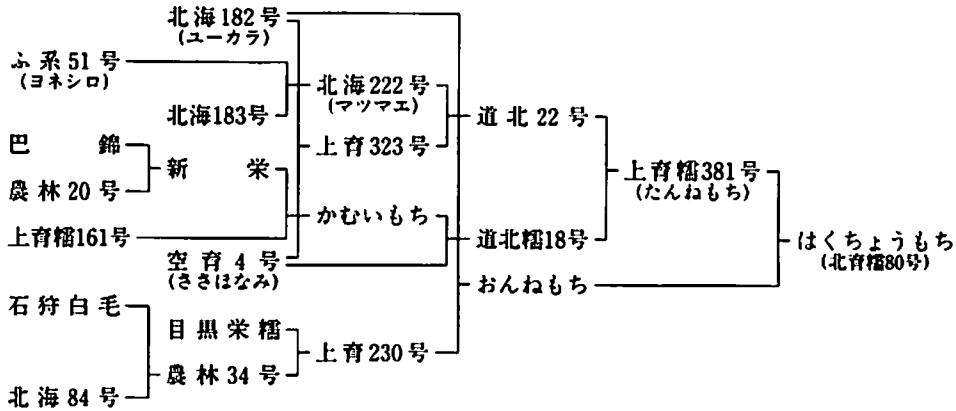 北海182号
(ユーカラ)
ふ系51号
(ヨネシロ)
北海222号
(マツマエ)
北海183号
道北22号
巴錦
上育323号
新栄
上育糯381号
(たんねもち)
農林20号
かむいもち
上育糯161号
道北糯18号
はくちょうもち
(北育糯80号)
空育4号
(ささほなみ)
おんねもち
石狩白毛
目黒栄糯
上育230号
農林34号
北海84号